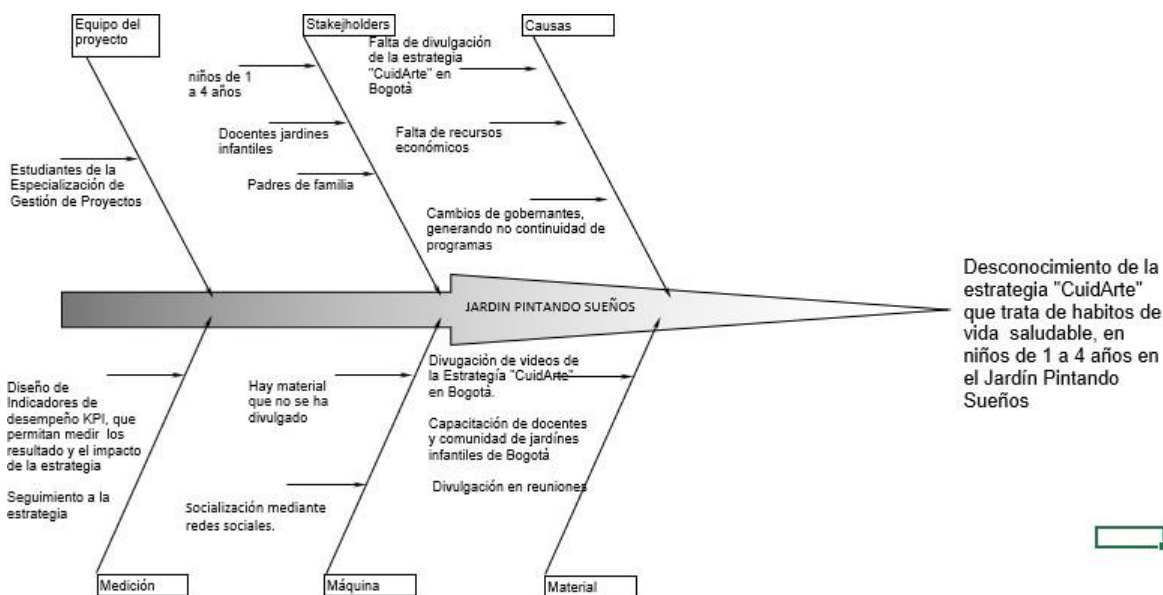 Equipo del
proyecto
Stakejholders
Causas
niños de 1
a 4 años
Falta de divulgación
de la estrategia
"CuidArte" en
Bogotà
Docentes jardines
infantiles
Falta de recursos
económicos
Estudiantes de la
Especialización de
Gestión de Proyectos
Padres de familia
Cambios de gobernantes,
generando no continuidad de
programas
JARDIN PINTANDO SUEÑOS
Desconocimiento de la
estrategia "CuidArte"
que trata de habitos de
vida saludable, en
niños de 1 a 4 años en
el Jardín Pintando
Sueños
Diseño de
Indicadores de
desempeño KPI, que
permitan medir los
resultado y el impacto
de la estrategia
Seguimiento a la
estrategia
Hay material
que no se ha
divulgado
Socialización mediante
redes sociales.
Divugación de videos de
la Estrategía "CuidArte"
en Bogotà.
Capacitación de docentes
y comunidad de jardínes
infantiles de Bogotà
Divulgación en reuniones
Medición
Máquina
Material